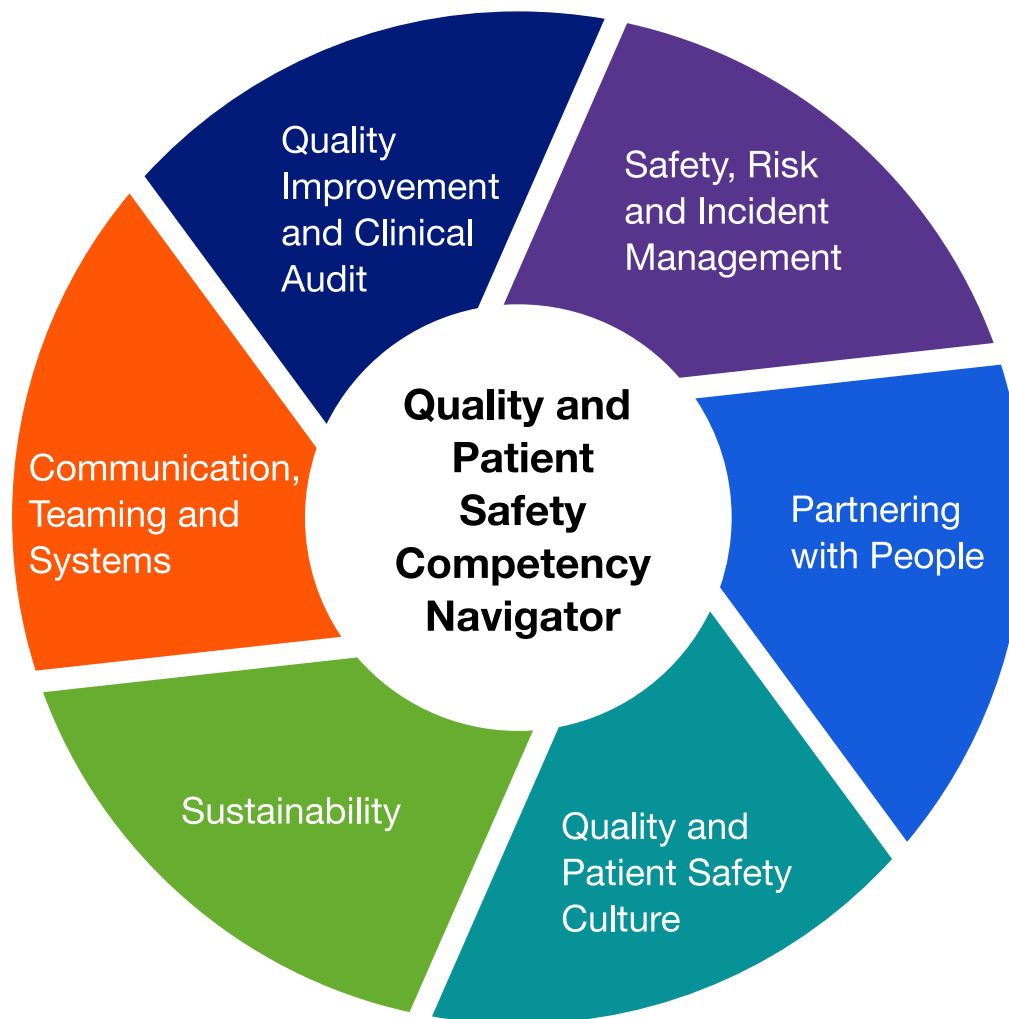 Quality
Improvement
and Clinical
Audit
Safety, Risk
and Incident
Management
Communication,
Teaming and
Systems
Quality and
Patient
Safety
Competency
Navigator
Partnering
with People
Sustainability
Quality and
Patient Safety
Culture